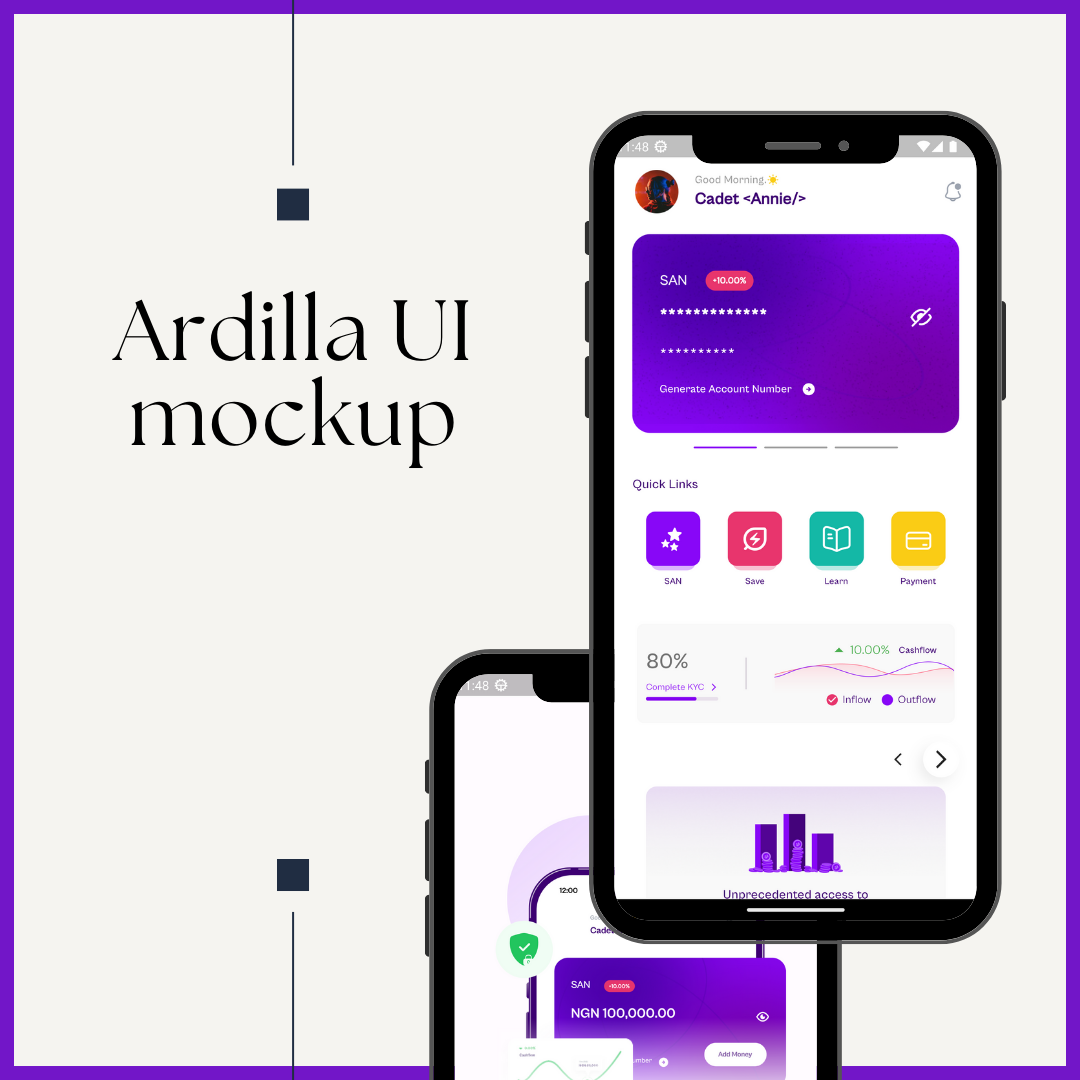 Ardilla UI
mockup
1:48
Good Morning,
Cadet <Annie/>
SAN
+10.00%
*************
**********
Generate Account Number
Quick Links
SAN
Save
Learn
Payment
80%
Complete KYC
10.00%
Cashflow
Inflow
Outflow
Unprecedented access to
1:48
12:00
SAN
+10.00%
NGN 100,000.00
Add Money
Cashflow